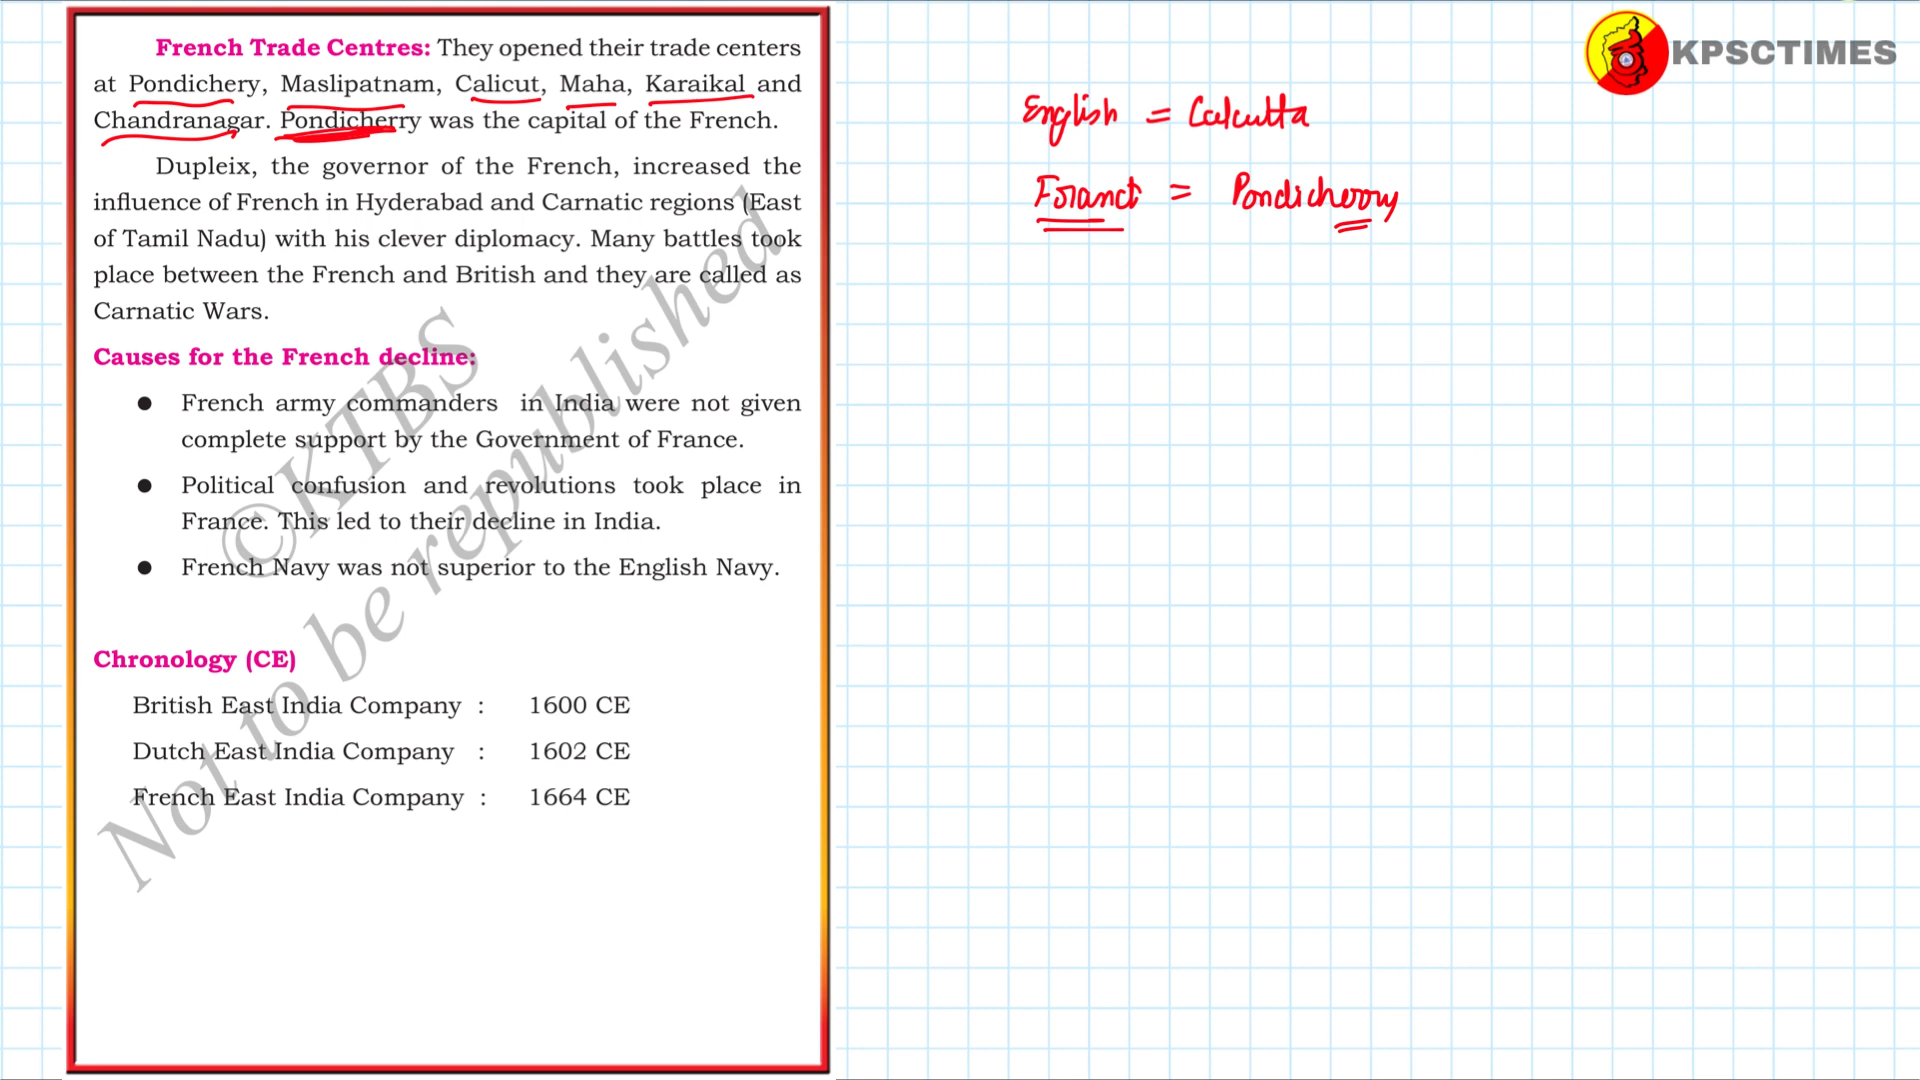 French Trade Centres: They opened their trade centers
at Pondichery, Maslipatnam, Calicut, Maha, Karaikal and
Chandranagar. Pondicherry was the capital of the French.
Dupleix, the governor of the French, increased the
influence of French in Hyderabad and Carnatic regions (East
of Tamil Nadu) with his clever diplomacy. Many battles took
place between the French and British and they are called as
Carnatic Wars.
Causes for the French decline:
● French army commanders in India were not given
complete support by the Government of France.
● Political confusion and revolutions took place in
France. This led to their decline in India.
● French Navy was not superior to the English Navy.
Chronology (CE)
British East India Company : 1600 CE
Dutch East India Company : 1602 CE
French East India Company : 1664 CE
©KTBS
Not to be republished
KPSCTIMES
English = Calcutta
= Pondicherry